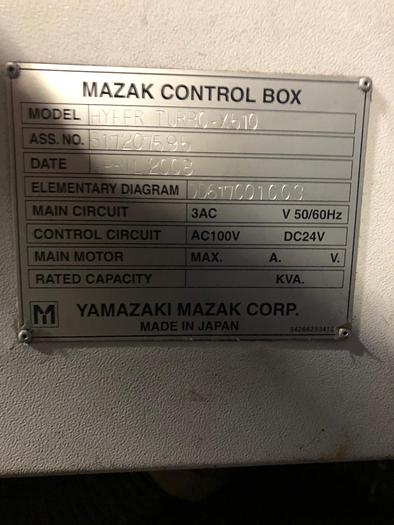 MAZAK CONTROL BOX
MODEL HYPER TURBO-X510
ASS. NO.
DATE 2003
ELEMENTARY DIAGRAM
MAIN CIRCUIT 3AC V 50/60Hz
CONTROL CIRCUIT AC100V DC24V
MAIN MOTOR MAX. A. V.
RATED CAPACITY KVA.
M YAMAZAKI MAZAK CORP.
MADE IN JAPAN